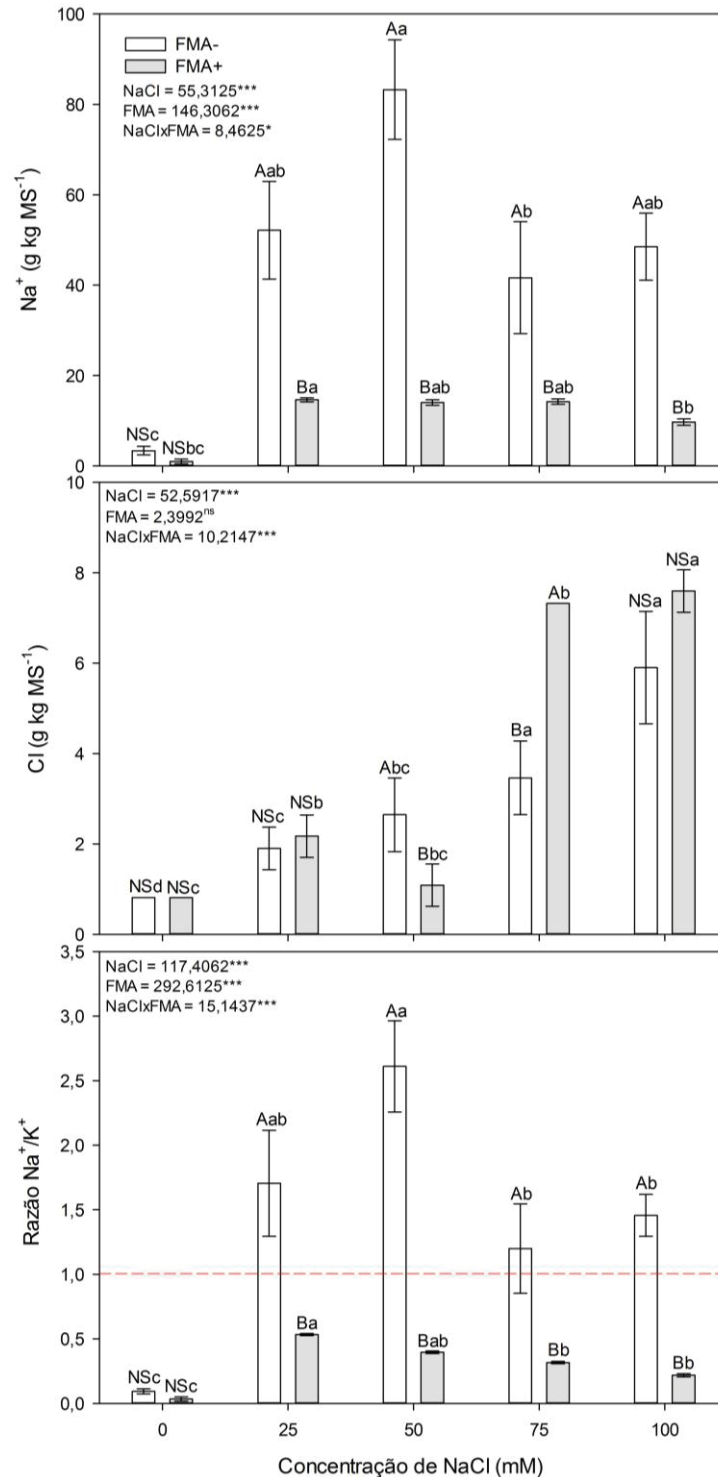 100
80
60
40
20
0
Na⁺ (g kg MS⁻¹)
FMA-
FMA+
NaCl = 55,3125***
FMA = 146,3062***
NaClxFMA = 8,4625*
NSc
NSbc
Aab
Ba
Aa
Bab
Ab
Bab
Aab
Bb
10
8
6
4
2
0
Cl (g kg MS⁻¹)
NaCl = 52,5917***
FMA = 2,3992ⁿˢ
NaClxFMA = 10,2147***
NSd
NSc
NSc
NSb
Abc
Bbc
Ba
Ab
NSa
NSa
3,5
3,0
2,5
2,0
1,5
1,0
0,5
0,0
Razão Na⁺/K⁺
NaCl = 117,4062***
FMA = 292,6125***
NaClxFMA = 15,1437***
NSc
NSc
Aab
Ba
Aa
Bab
Ab
Bb
Ab
Bb
0
25
50
75
100
Concentração de NaCl (mM)